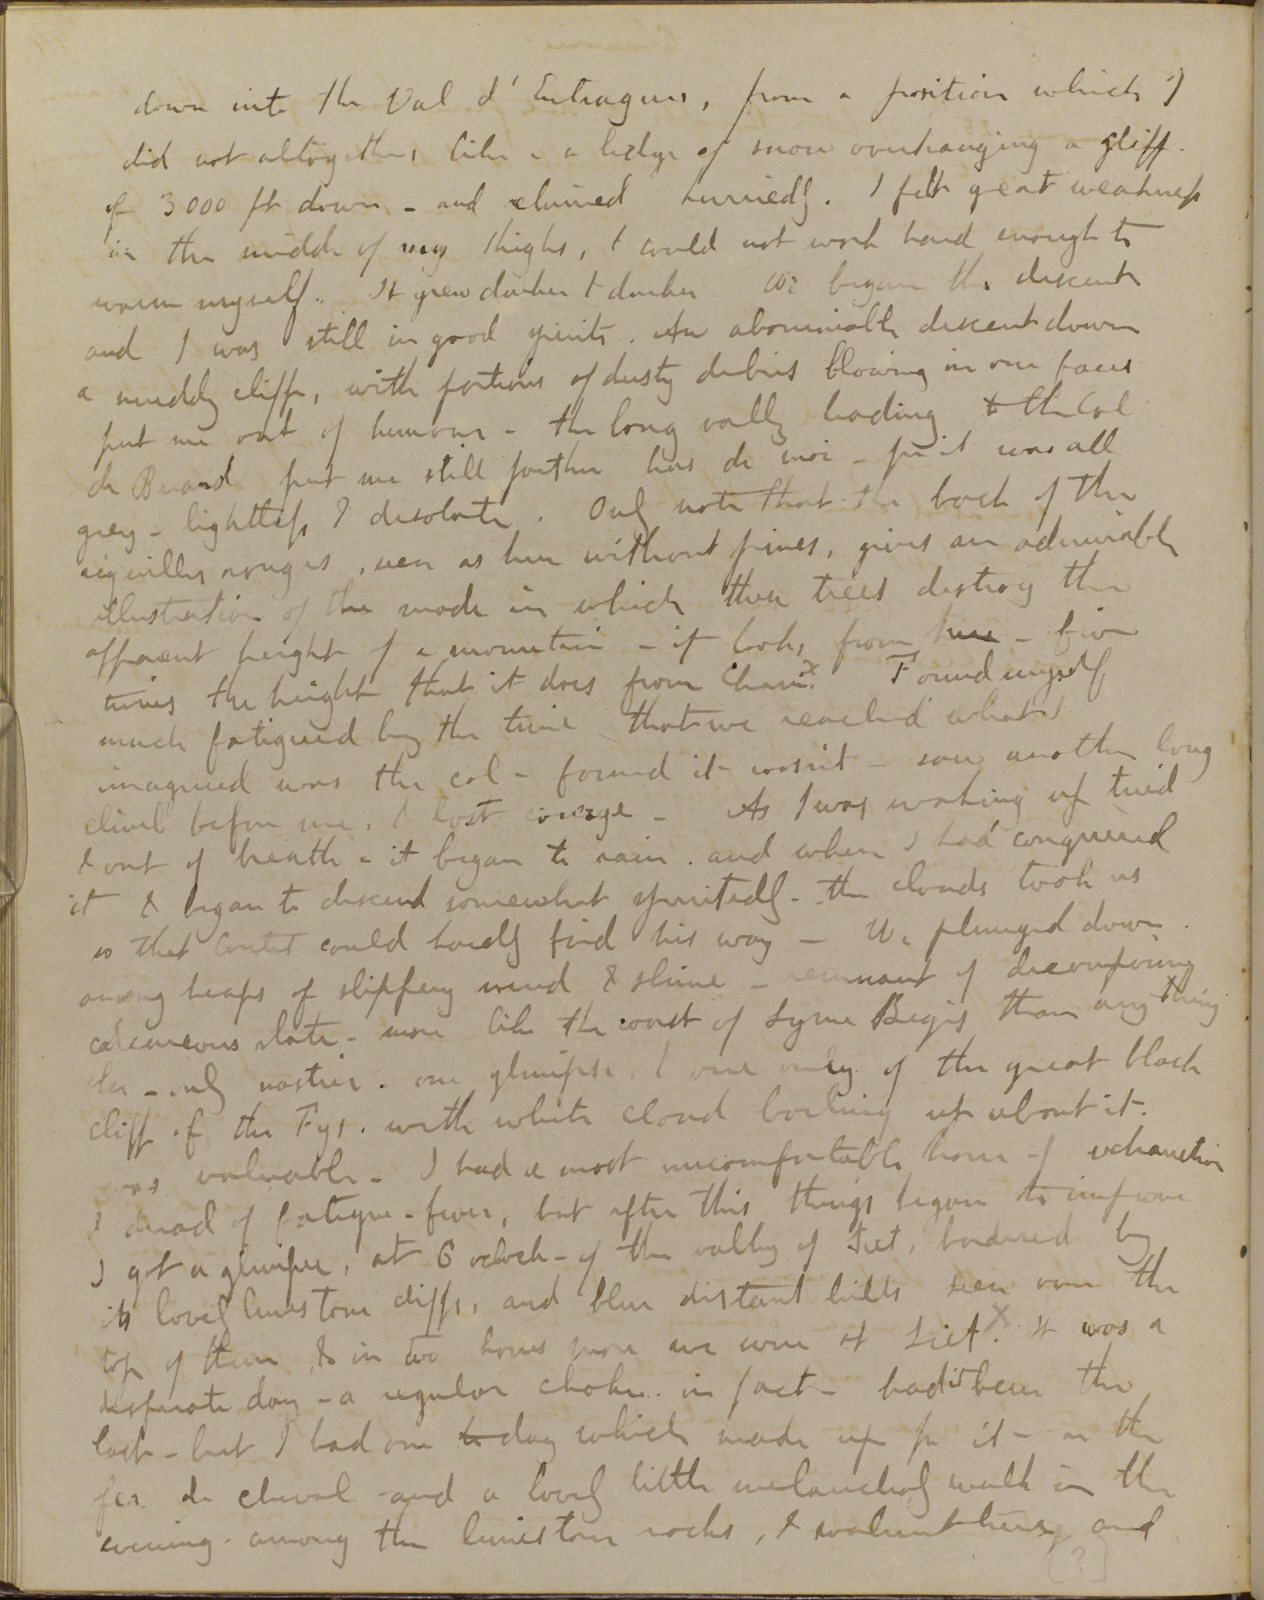 down into the Val d'Entragues, from a position which I
did not altogether like - a ledge of snow overhanging a cliff
of 3000 ft down - and climbed hurriedly. I felt great weakness
in the middle of my thighs, & could not work hard enough to
warm myself. It grew darker & darker. We began the descent
and I was still in good spirits. An abominable descent down
a muddy cliff, with portions of dusty debris blowing in our faces
put me out of humour - the long valley leading to the Col
de Berard put me still further hors de moi - for it was all
grey - lightless & desolate. Only note that the back of the
aiguilles rouges, seen as here without pines, gives an admirable
illustration of the mode in which these trees destroy the
apparent height of a mountain - it looks, from here - five
times the height that it does from Chamx. Found myself
much fatigued by the time that we reached what I
imagined was the col - found it wasn't - saw another long
climb before me, & lost courage - As I was working up tired
& out of breath - it began to rain. and when I had conquered
it & began to descend somewhat spiritedly - the clouds took us
so that Coutet could hardly find his way - We plunged down
among heaps of slippery mud & slime - remnant of decomposing
calcareous slate - more like the coast of Lyme Regis than any thing
else - only nastier. one glimpse & one only of the great black
cliff of the Fys. with white cloud boiling up about it.
was valuable - I had a most uncomfortable hour of exhaustion
& dread of fatigue - fever, but after this things began to improve
I got a glimpse, at 6 oclock - of the valley of Sixt, bordered by
its lovely limestone cliffs, and blue distant hills seen over the
top of them & in two hours more we were at Sixt. It was a
desperate day - a regular choker. in fact - had it been the
last - but I had one to day which made up for it - in the
fer de cheval - and a lovely little melancholy walk in the
evening - among the limestone rocks, & walnut trees and
[?]